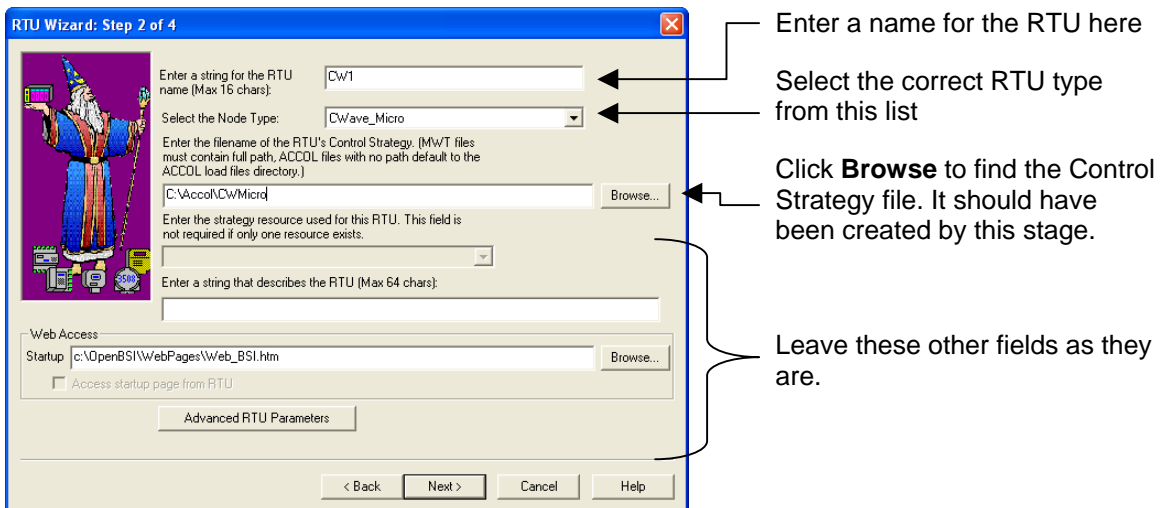 RTU Wizard: Step 2 of 4
Enter a string for the RTU
name (Max 16 chars):
CW1
Select the Node Type:
CWave_Micro
Enter the filename of the RTU's Control Strategy. (MWT files
must contain full path, ACCOL files with no path default to the
ACCOL load files directory.)
C:\Accol\CWMicro
Browse...
Enter the strategy resource used for this RTU. This field is
not required if only one resource exists.
Enter a string that describes the RTU (Max 64 chars):
3508
Web Access
Startup
c:\OpenBSI\WebPages\Web_BSI.htm
Browse...
Access startup page from RTU
Advanced RTU Parameters
< Back
Next >
Cancel
Help
Enter a name for the RTU here
Select the correct RTU type
from this list
Click Browse to find the Control
Strategy file. It should have
been created by this stage.
Leave these other fields as they
are.